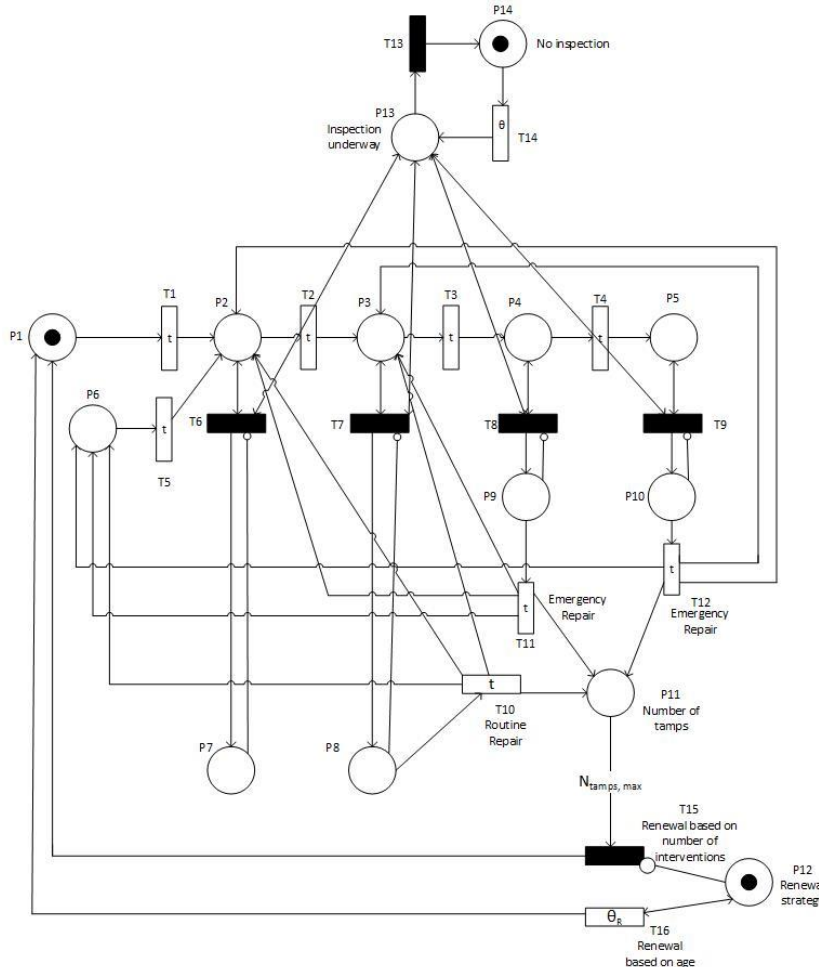 P14
T13
No inspection
P13
Inspection
underway
θ
T14
T1
P2
T2
P3
T3
P4
T4
P5
P1
t
t
t
t
P6
t
T5
T6
T7
T8
T9
P9
P10
t
T12
Emergency
Repair
t
Emergency
Repair
T11
t
T10
Routine
Repair
P11
Number of
tamps
P7
P8
Ntamps, max
T15
Renewal based on
number of
interventions
P12
Renewa
strateg
θR
T16
Renewal
based on age